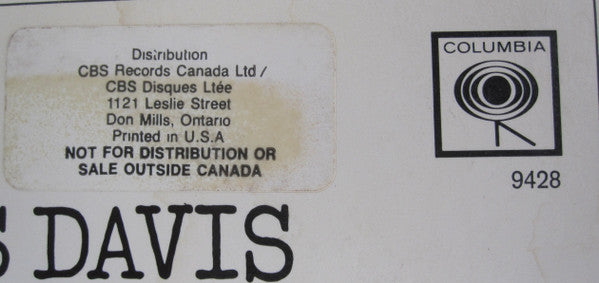 Distribution
CBS Records Canada Ltd /
CBS Disques Ltée
1121 Leslie Street
Don Mills, Ontario
Printed in U.S.A
NOT FOR DISTRIBUTION OR
SALE OUTSIDE CANADA
COLUMBIA
9428
S DAVIS